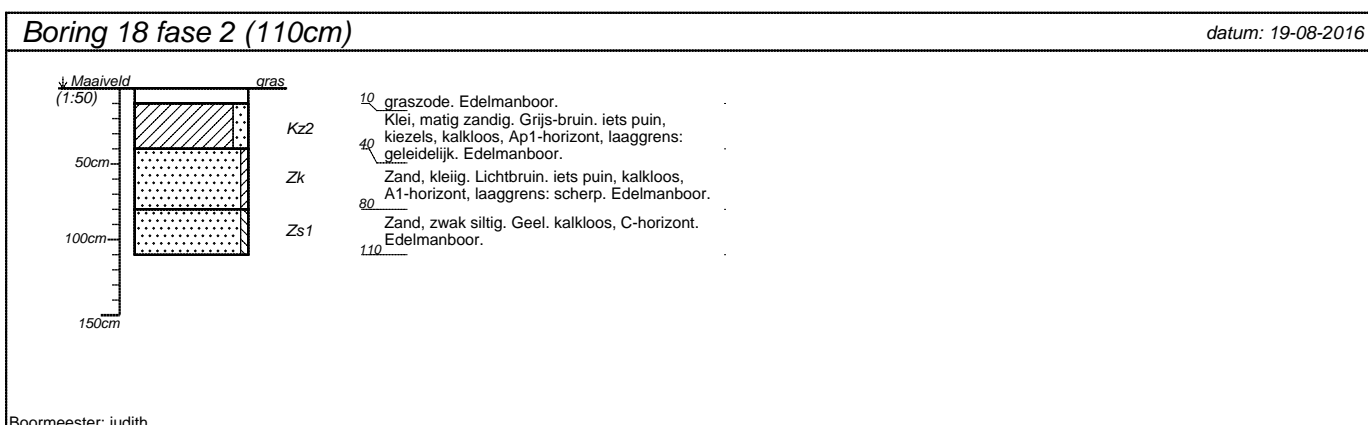 Boring 18 fase 2 (110cm)
datum: 19-08-2016
Maaiveld
gras
(1:50)
10 graszode. Edelmanboor.
Kz2
Klei, matig zandig. Grijs-bruin. iets puin,
kiezels, kalkloos, Ap1-horizont, laaggrens:
40 geleidelijk. Edelmanboor.
50cm
Zk
Zand, kleiig. Lichtbruin. iets puin, kalkloos,
A1-horizont, laaggrens: scherp. Edelmanboor.
80
Zs1
Zand, zwak siltig. Geel. kalkloos, C-horizont.
100cm
Edelmanboor.
110
150cm
Boormeester: judith